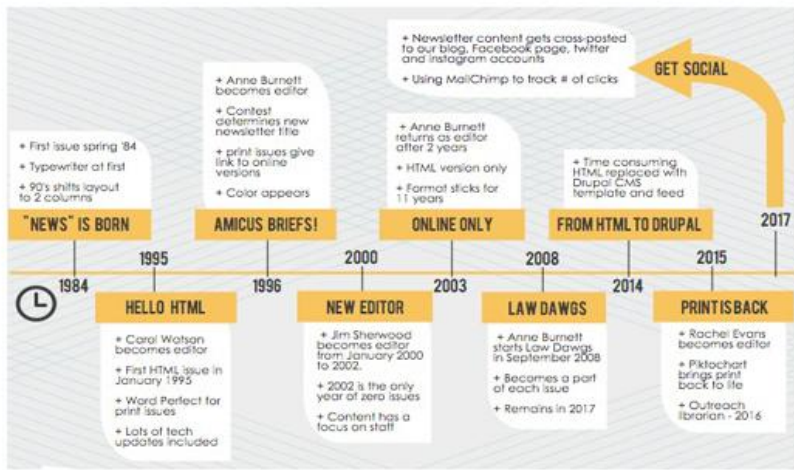 + Newsletter content gets cross-posted
to our blog, Facebook page, twitter
and instagram accounts
+ Using MailChimp to track # of clicks
GET SOCIAL
+ First issue spring '84
+ Typewriter at first
+ 90's shifts layout
to 2 columns
"NEWS" IS BORN
+ Anne Burnett
becomes editor
+ Contest
determines new
newsletter title
+ print issues give
link to online
versions
+ Color appears
AMICUS BRIEFS!
+ Anne Burnett
returns as editor
after 2 years
+ HTML version only
+ Format sticks for
11 years
ONLINE ONLY
+ Time consuming
HTML replaced with
Drupal CMS
template and feed
FROM HTML TO DRUPAL
2017
1995
2000
2008
2015
1984
1996
2003
2014
HELLO HTML
+ Carol Watson
becomes editor
+ First HTML issue in
January 1995
+ Word Perfect for
print issues
+ Lots of tech
updates included
NEW EDITOR
+ Jim Sherwood
becomes editor
from January 2000
to 2002.
+ 2002 is the only
year of zero issues
+ Content has a
focus on staff
LAW DAWGS
+ Anne Burnett
starts Law Dawgs
in September 2008
+ Becomes a part
of each issue
+ Remains in 2017
PRINT IS BACK
+ Rachel Evans
becomes editor
+ Piktochart
brings print
back to life
+ Outreach
librarian - 2016